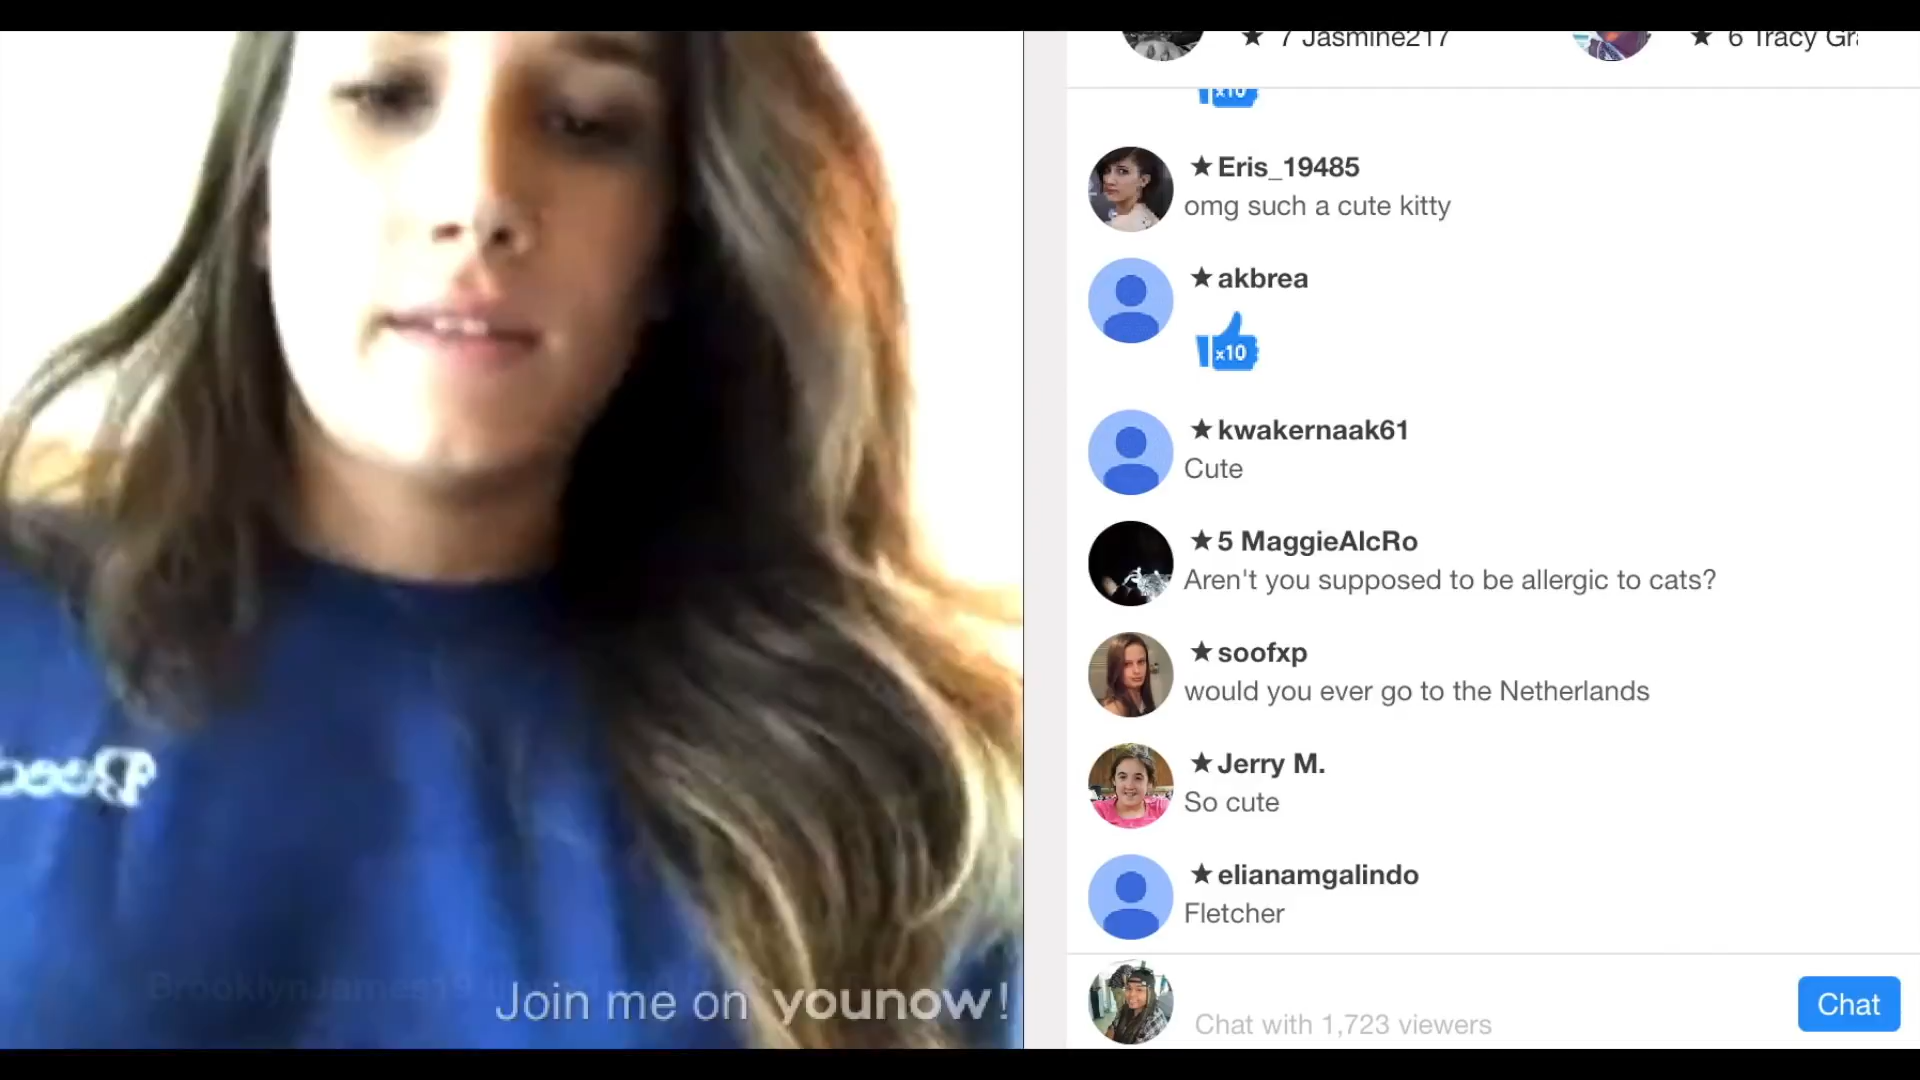 ★ 7 Jasmine217
★ 6 Tracy Gra
x10
★ Eris_19485
omg such a cute kitty
★ akbrea
x10
★ kwakernaak61
Cute
★ 5 MaggieAlcRo
Aren't you supposed to be allergic to cats?
★ soofxp
would you ever go to the Netherlands
★ Jerry M.
So cute
★ elianamgalindo
Fletcher
Join me on younow!
Chat with 1,723 viewers
Chat